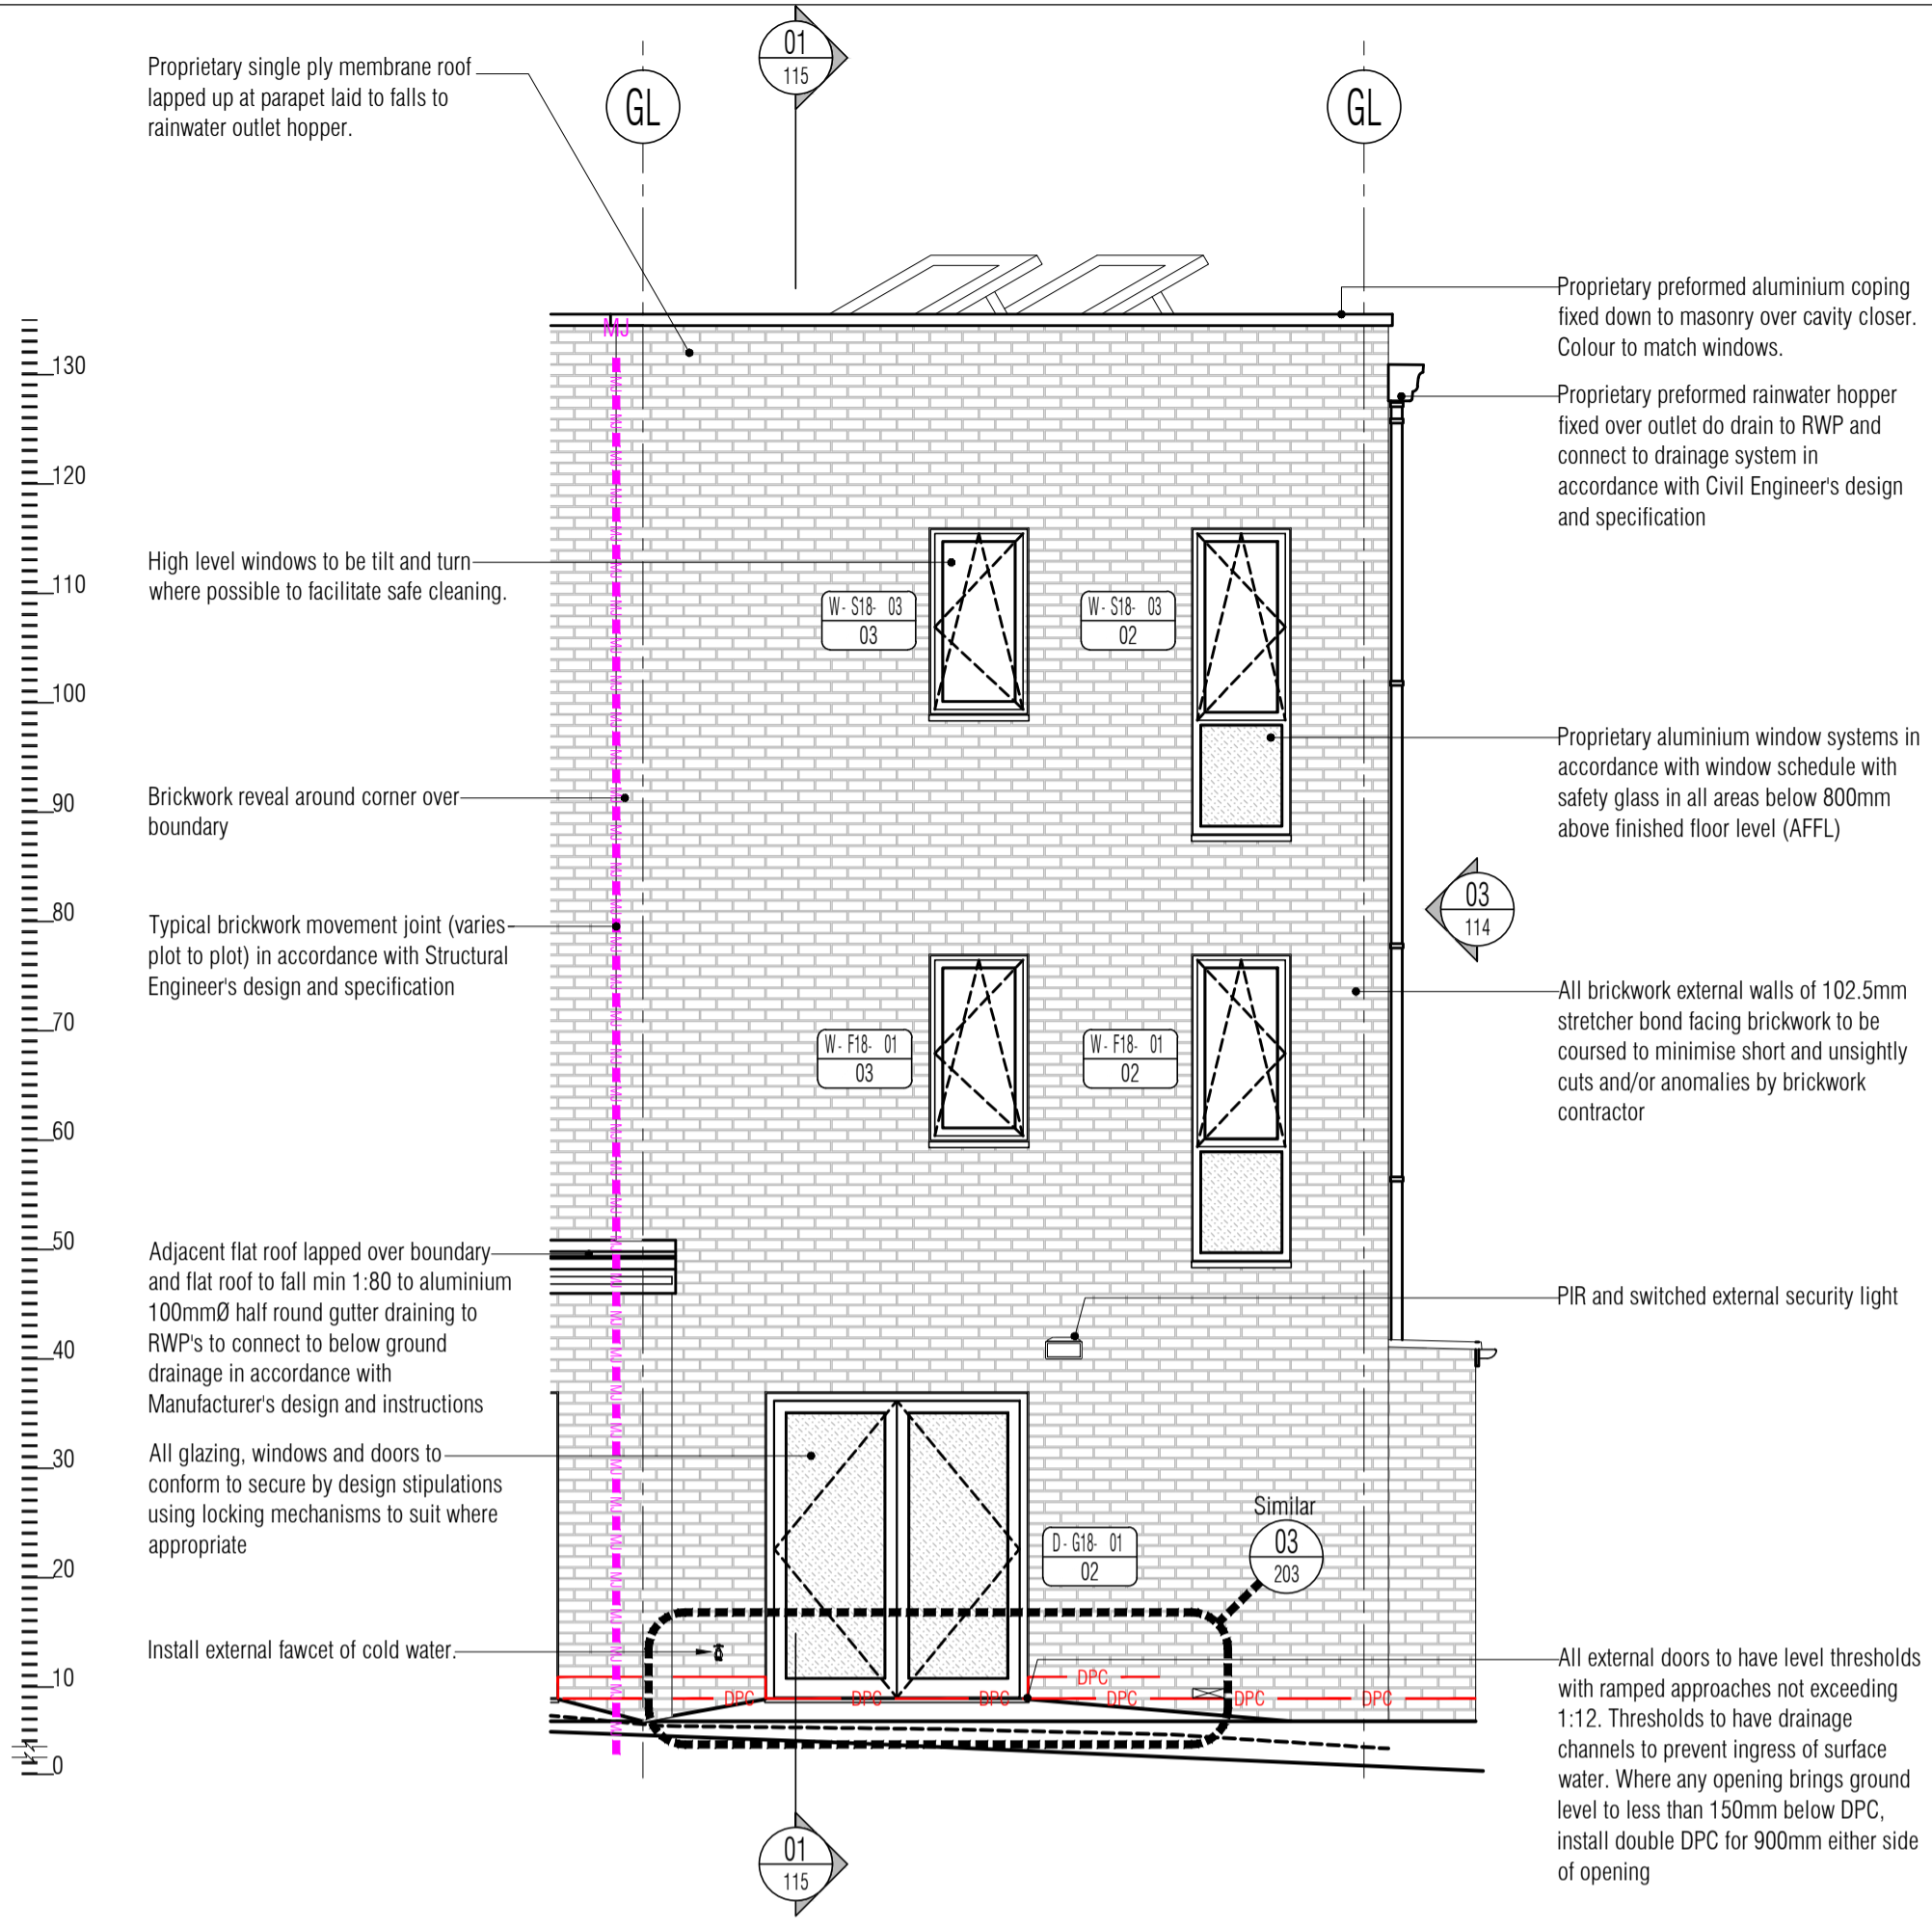 01
115
GL
GL
Proprietary single ply membrane roof
lapped up at parapet laid to falls to
rainwater outlet hopper.
Proprietary preformed aluminium coping
fixed down to masonry over cavity closer.
Colour to match windows.
MJ
130
Proprietary preformed rainwater hopper
fixed over outlet do drain to RWP and
connect to drainage system in
accordance with Civil Engineer's design
and specification
120
High level windows to be tilt and turn
where possible to facilitate safe cleaning.
110
W- S18- 03
03
W- S18- 03
02
100
Proprietary aluminium window systems in
accordance with window schedule with
safety glass in all areas below 800mm
above finished floor level (AFFL)
Brickwork reveal around corner over
boundary
90
80
03
114
Typical brickwork movement joint (varies
plot to plot) in accordance with Structural
Engineer's design and specification
All brickwork external walls of 102.5mm
stretcher bond facing brickwork to be
coursed to minimise short and unsightly
cuts and/or anomalies by brickwork
contractor
70
W- F18- 01
03
W- F18- 01
02
60
50
Adjacent flat roof lapped over boundary
and flat roof to fall min 1:80 to aluminium
100mmØ half round gutter draining to
RWP's to connect to below ground
drainage in accordance with
Manufacturer's design and instructions
PIR and switched external security light
40
30
All glazing, windows and doors to
conform to secure by design stipulations
using locking mechanisms to suit where
appropriate
Similar
03
203
D - G18- 01
02
20
Install external fawcet of cold water.
All external doors to have level thresholds
with ramped approaches not exceeding
1:12. Thresholds to have drainage
channels to prevent ingress of surface
water. Where any opening brings ground
level to less than 150mm below DPC,
install double DPC for 900mm either side
of opening
10
DPC
DPC DPC DPC DPC DPC DPC
0
01
115